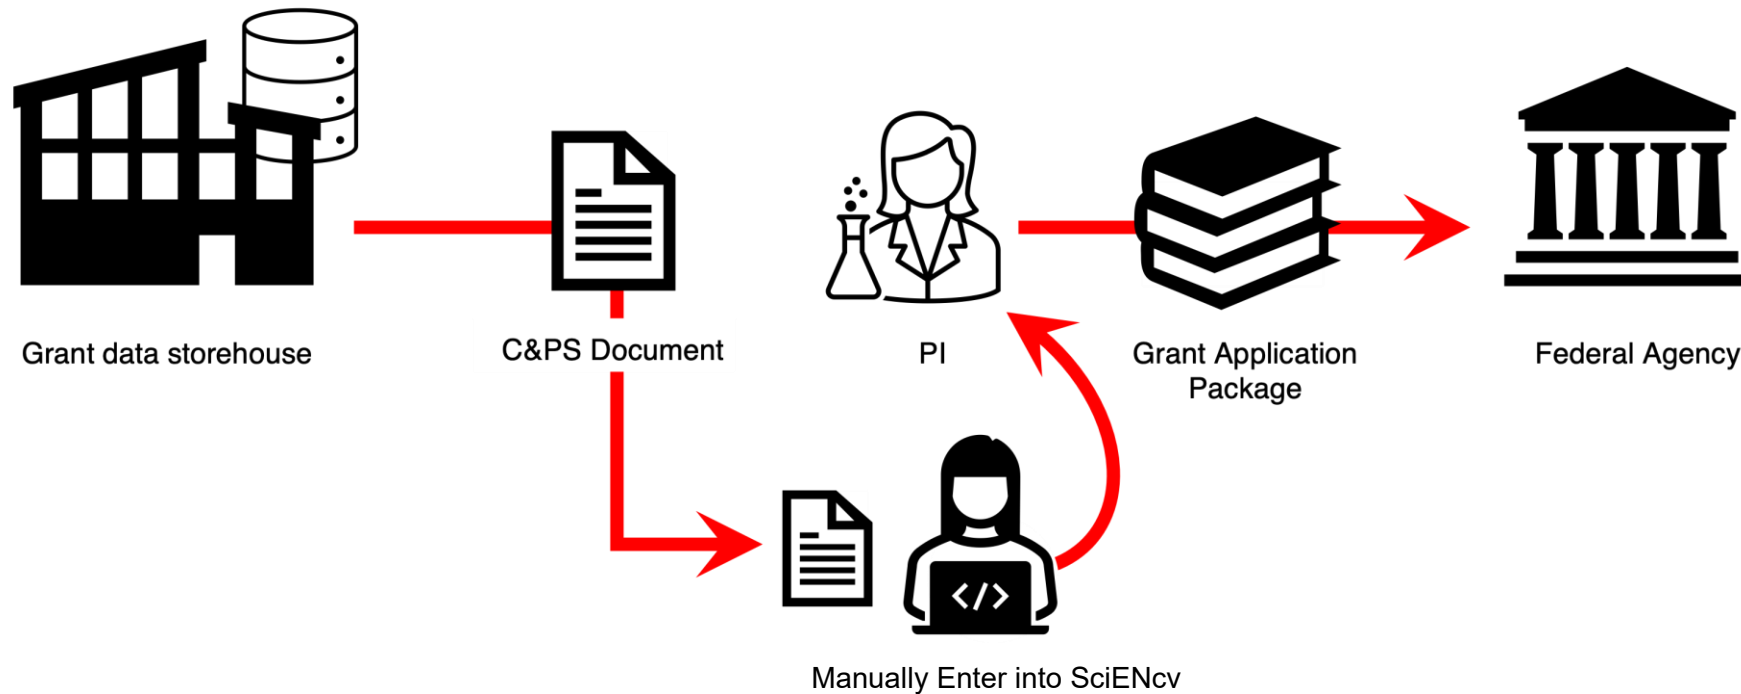 Grant data storehouse
C&PS Document
PI
Grant Application
Package
Federal Agency
</>
Manually Enter into SciENcv